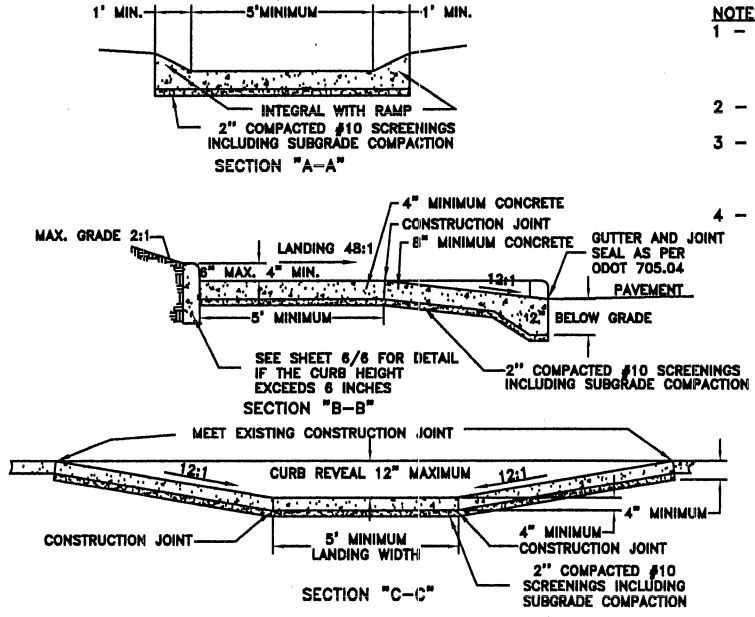 1' MIN. 5' MINIMUM 1' MIN.
INTEGRAL WITH RAMP
2" COMPACTED #10 SCREENINGS
INCLUDING SUBGRADE COMPACTION
SECTION "A-A"
NOTE
1 -
2 -
3 -
4 -
4" MINIMUM CONCRETE
CONSTRUCTION JOINT
8" MINIMUM CONCRETE
MAX. GRADE 2:1
LANDING 48:1
GUTTER AND JOINT
SEAL AS PER
ODOT 705.04
6" MAX. 4" MIN.
12:1
PAVEMENT
5' MINIMUM
12"
BELOW GRADE
SEE SHEET 6/6 FOR DETAIL
IF THE CURB HEIGHT
EXCEEDS 6 INCHES
2" COMPACTED #10 SCREENINGS
INCLUDING SUBGRADE COMPACTION
SECTION "B-B"
MEET EXISTING CONSTRUCTION JOINT
12:1
CURB REVEAL 12" MAXIMUM
12:1
4" MINIMUM
4" MINIMUM
CONSTRUCTION JOINT
5' MINIMUM
LANDING WIDTH
CONSTRUCTION JOINT
2" COMPACTED #10
SCREENINGS INCLUDING
SUBGRADE COMPACTION
SECTION "C-C"